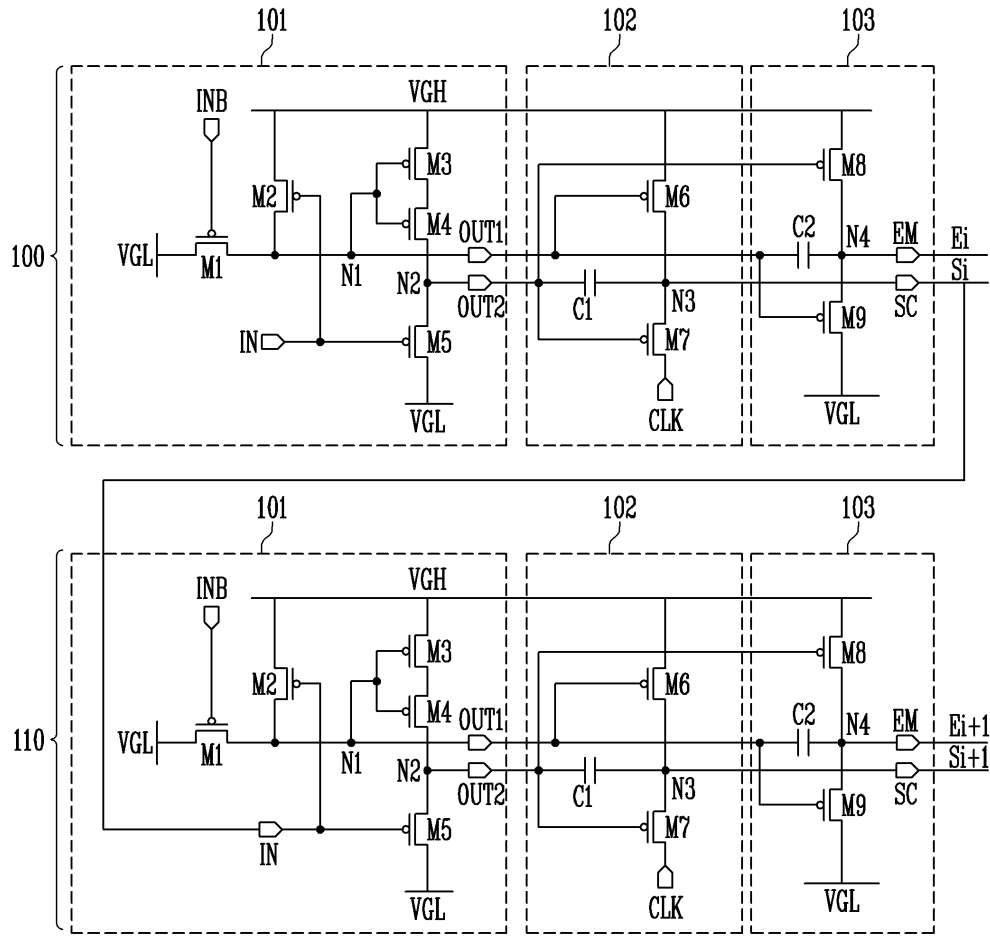 101
102
103
INB
VGH
M3
M8
M2
M6
M4
C2
OUT1
N4
EM
Ei
100
VGL
M1
N1
N2
Si
OUT2
C1
N3
SC
IN
M5
M7
M9
VGL
CLK
VGL
101
102
103
INB
VGH
M3
M8
M2
M6
M4
C2
OUT1
N4
EM
Ei+1
110
VGL
M1
N1
N2
Si+1
OUT2
C1
N3
SC
IN
M5
M7
M9
VGL
CLK
VGL